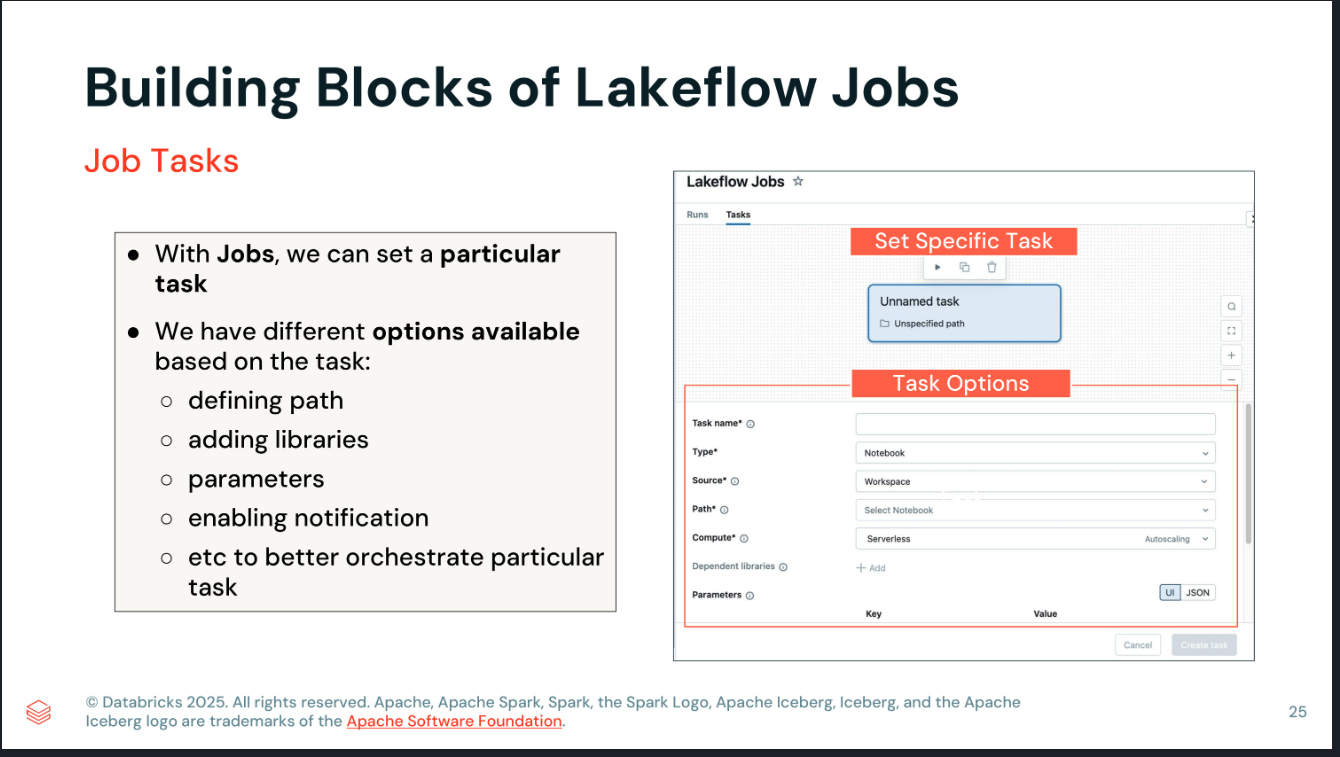 Building Blocks of Lakeflow Jobs
Job Tasks
● With Jobs, we can set a particular
task
● We have different options available
based on the task:
○ defining path
○ adding libraries
○ parameters
○ enabling notification
○ etc to better orchestrate particular
task
Lakeflow Jobs
Runs Tasks
Set Specific Task
Unnamed task
Unspecified path
Task Options
Task name*
Type* Notebook
Source* Workspace
Path* Select Notebook
Compute* Serverless Autoscaling
Dependent libraries + Add
Parameters UI JSON
Key Value
Cancel Create task
© Databricks 2025. All rights reserved. Apache, Apache Spark, Spark, the Spark Logo, Apache Iceberg, Iceberg, and the Apache
Iceberg logo are trademarks of the Apache Software Foundation.
25